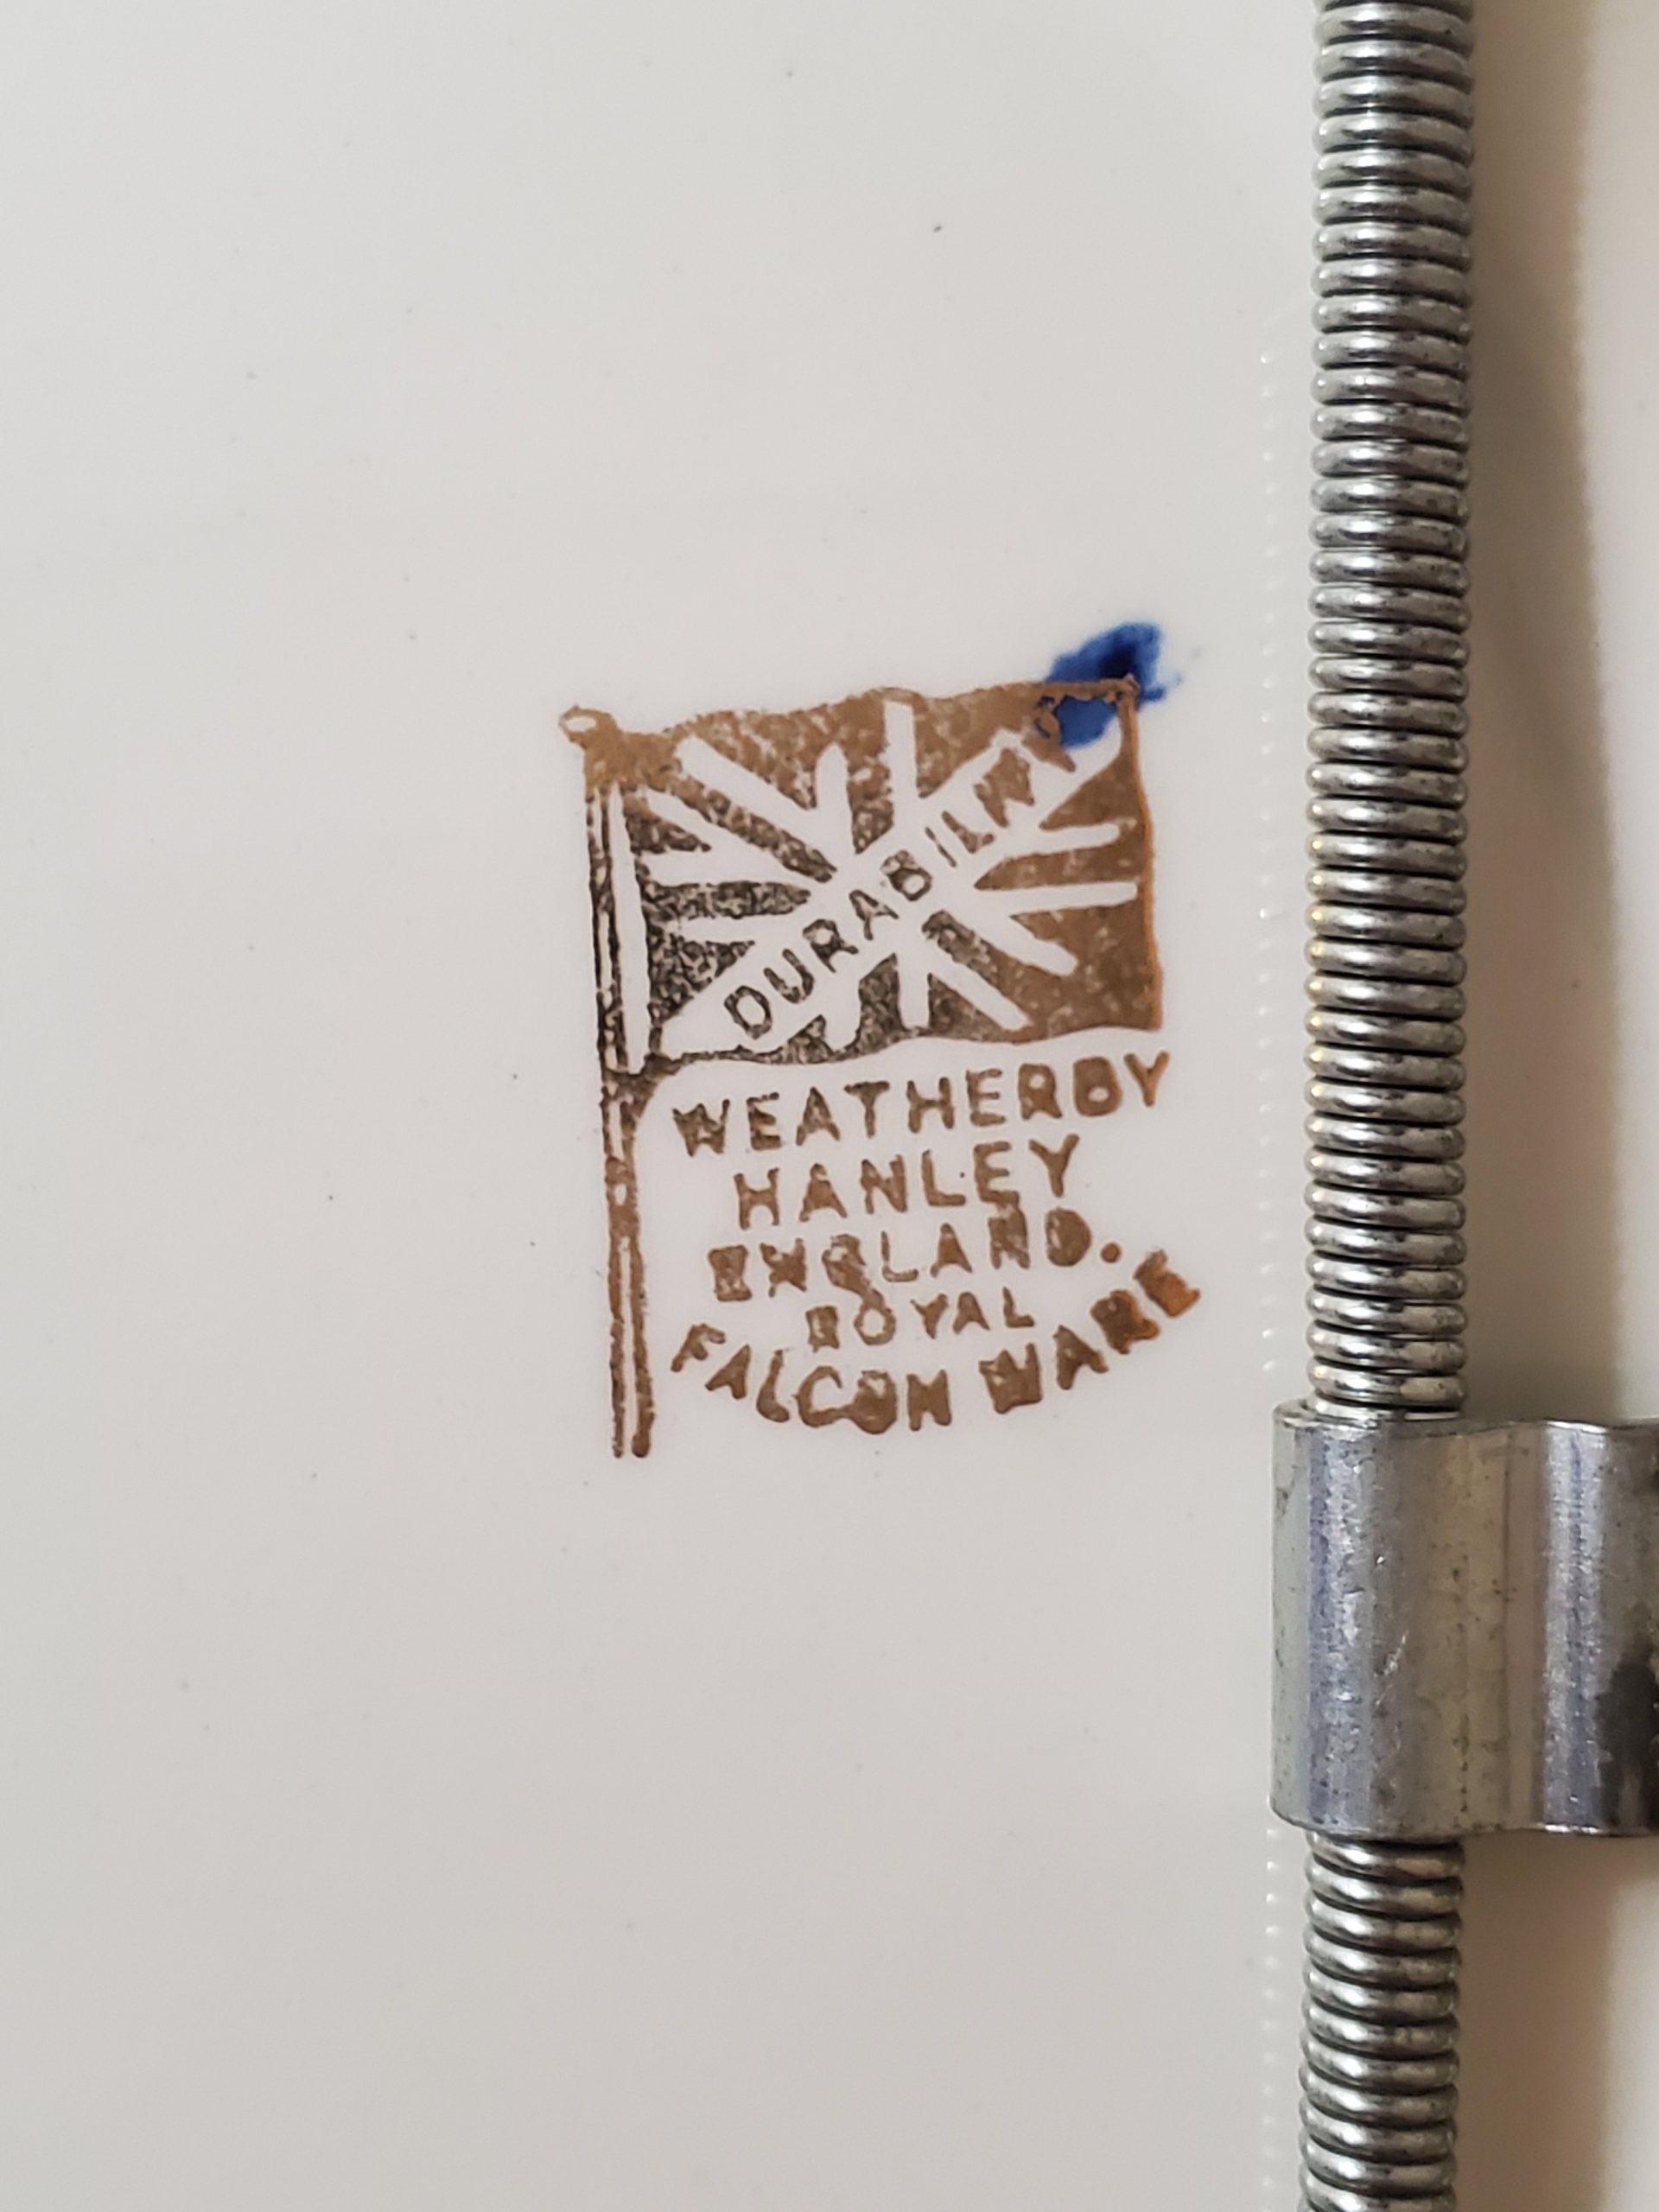 DURABILITY
WEATHERBY
HANLEY
ENGLAND.
ROYAL
FALCON WARE